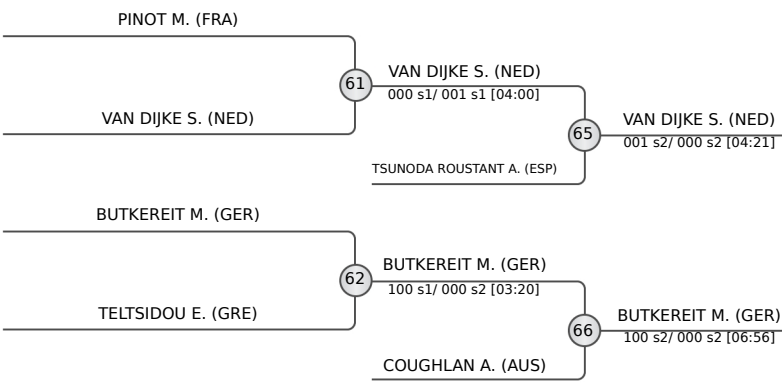 PINOT M. (FRA)
61
VAN DIJKE S. (NED)
000 s1/ 001 s1 [04:00]
VAN DIJKE S. (NED)
65
VAN DIJKE S. (NED)
001 s2/ 000 s2 [04:21]
TSUNODA ROUSTANT A. (ESP)
BUTKEREIT M. (GER)
62
BUTKEREIT M. (GER)
100 s1/ 000 s2 [03:20]
TELTSIDOU E. (GRE)
66
BUTKEREIT M. (GER)
100 s2/ 000 s2 [06:56]
COUGHLAN A. (AUS)